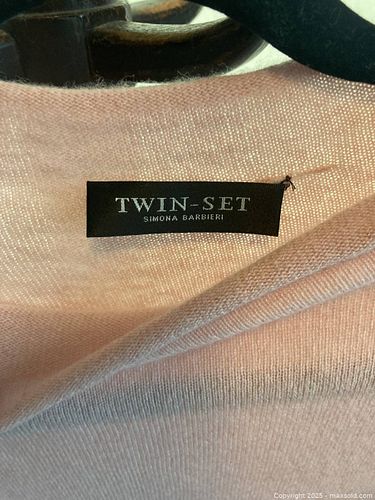 TWIN-SET
SIMONA BARBIERI
Copyright 2025 - maxsold.com